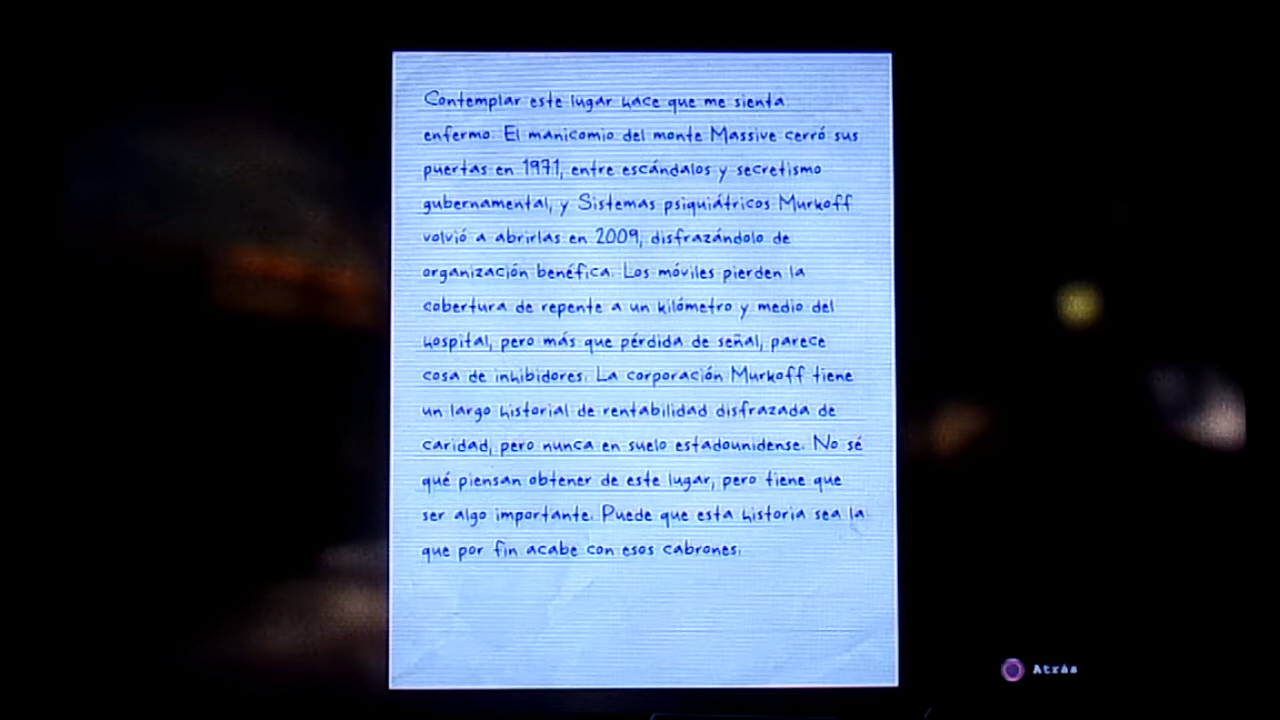 Contemplar este lugar hace que me sienta
enfermo. El manicomio del monte Massive cerró sus
puertas en 1971, entre escándalos y secretismo
gubernamental, y Sistemas psiquiátricos Murkoff
volvió a abrirlas en 2009, disfrazándolo de
organización benéfica. Los móviles pierden la
cobertura de repente a un kilómetro y medio del
hospital, pero más que pérdida de señal, parece
cosa de inhibidores. La corporación Murkoff tiene
un largo historial de rentabilidad disfrazada de
caridad, pero nunca en suelo estadounidense. No sé
qué piensan obtener de este lugar, pero tiene que
ser algo importante. Puede que esta historia sea la
que por fin acabe con esos cabrones.
Atrás